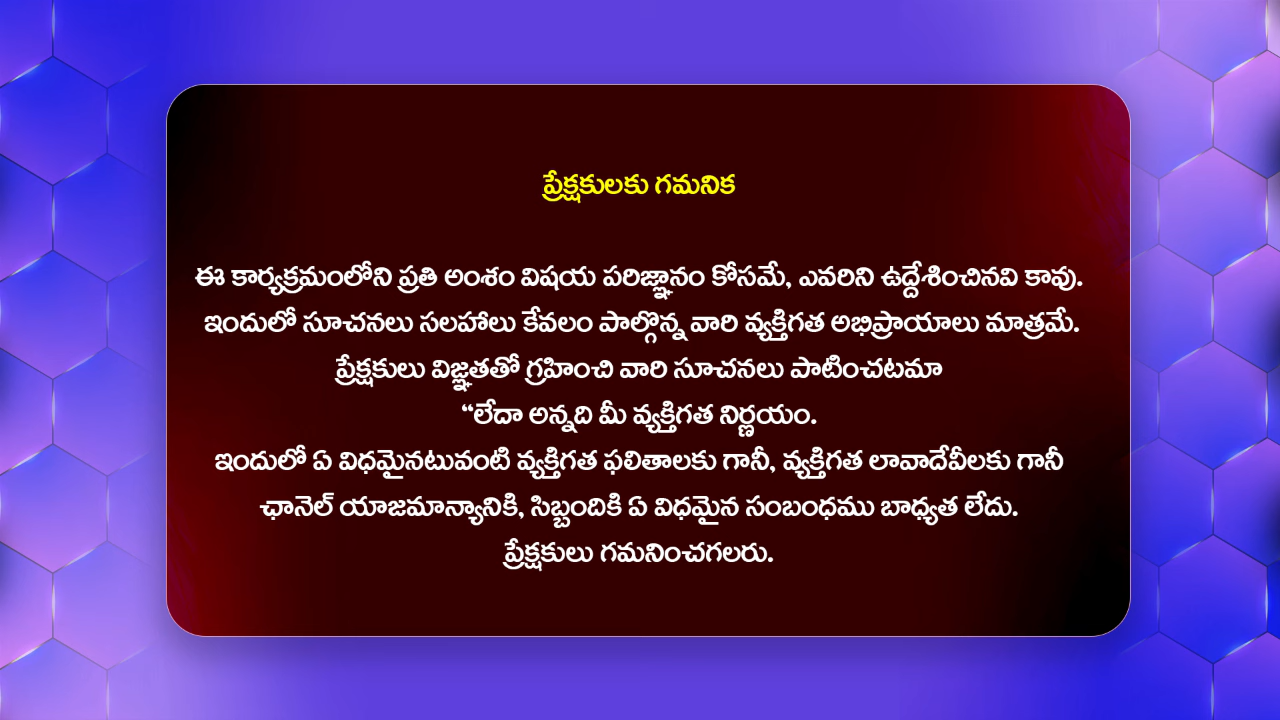 ప్రేక్షకులకు గమనిక
ఈ కార్యక్రమంలోని ప్రతి అంశం విషయ పరిజ్ఞానం కోసమే, ఎవరిని ఉద్దేశించినవి కావు.
ఇందులో సూచనలు సలహాలు కేవలం పాల్గొన్న వారి వ్యక్తిగత అభిప్రాయాలు మాత్రమే.
ప్రేక్షకులు విజ్ఞతతో గ్రహించి వారి సూచనలు పాటించటమా
“లేదా అన్నది మీ వ్యక్తిగత నిర్ణయం.
ఇందులో ఏ విధమైనటువంటి వ్యక్తిగత ఫలితాలకు గానీ, వ్యక్తిగత లావాదేవీలకు గానీ
ఛానెల్ యాజమాన్యానికి, సిబ్బందికి ఏ విధమైన సంబంధము బాధ్యత లేదు.
ప్రేక్షకులు గమనించగలరు.